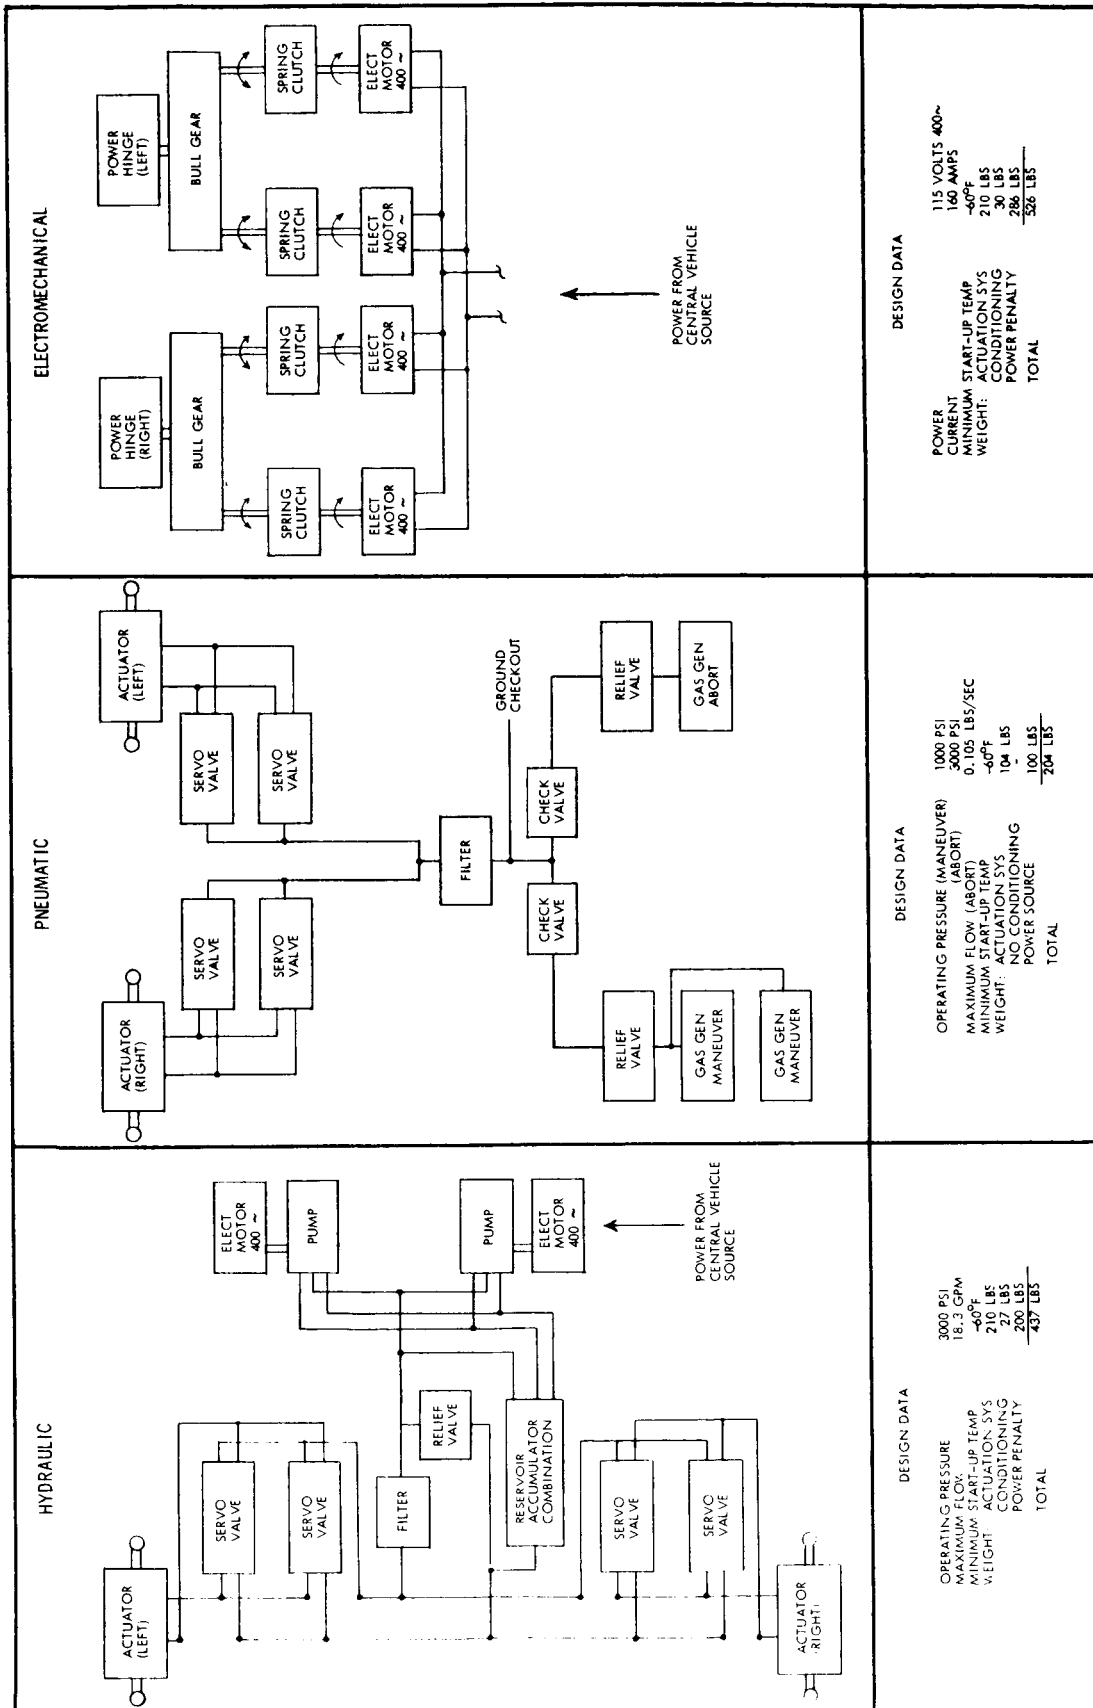 HYDRAULIC
ACTUATOR
(LEFT)
SERVO
VALVE
SERVO
VALVE
FILTER
RELIEF
VALVE
RESERVOIR
ACCUMULATOR
COMBINATION
SERVO
VALVE
SERVO
VALVE
ACTUATOR
(RIGHT)
ELECT
MOTOR
400 ~
PUMP
PUMP
ELECT
MOTOR
400 ~
POWER FROM
CENTRAL VEHICLE
SOURCE
DESIGN DATA
OPERATING PRESSURE 3000 PSI
MAXIMUM FLOW 18.3 GPM
MINIMUM START-UP TEMP -60°F
WEIGHT: ACTUATION SYS 210 LBS
CONDITIONING 27 LBS
POWER PENALTY 200 LBS
TOTAL 437 LBS
PNEUMATIC
ACTUATOR
(RIGHT)
ACTUATOR
(LEFT)
SERVO
VALVE
SERVO
VALVE
SERVO
VALVE
SERVO
VALVE
FILTER
GROUND
CHECKOUT
CHECK
VALVE
CHECK
VALVE
RELIEF
VALVE
GAS GEN
MANEUVER
GAS GEN
MANEUVER
RELIEF
VALVE
GAS GEN
ABORT
DESIGN DATA
OPERATING PRESSURE (MANEUVER) 1000 PSI
(ABORT) 3000 PSI
MAXIMUM FLOW (ABORT) 0.105 LBS/SEC
MINIMUM START-UP TEMP -60°F
WEIGHT: ACTUATION SYS 104 LBS
NO CONDITIONING -
POWER SOURCE 100 LBS
TOTAL 204 LBS
ELECTROMECHANICAL
POWER
HINGE
(RIGHT)
POWER
HINGE
(LEFT)
BULL GEAR
BULL GEAR
SPRING
CLUTCH
SPRING
CLUTCH
SPRING
CLUTCH
SPRING
CLUTCH
ELECT
MOTOR
400 ~
ELECT
MOTOR
400 ~
ELECT
MOTOR
400 ~
ELECT
MOTOR
400 ~
POWER FROM
CENTRAL VEHICLE
SOURCE
DESIGN DATA
POWER 115 VOLTS 400~
CURRENT 160 AMPS
MINIMUM START-UP TEMP -60°F
WEIGHT: ACTUATION SYS 210 LBS
CONDITIONING 30 LBS
POWER PENALTY 286 LBS
TOTAL 526 LBS